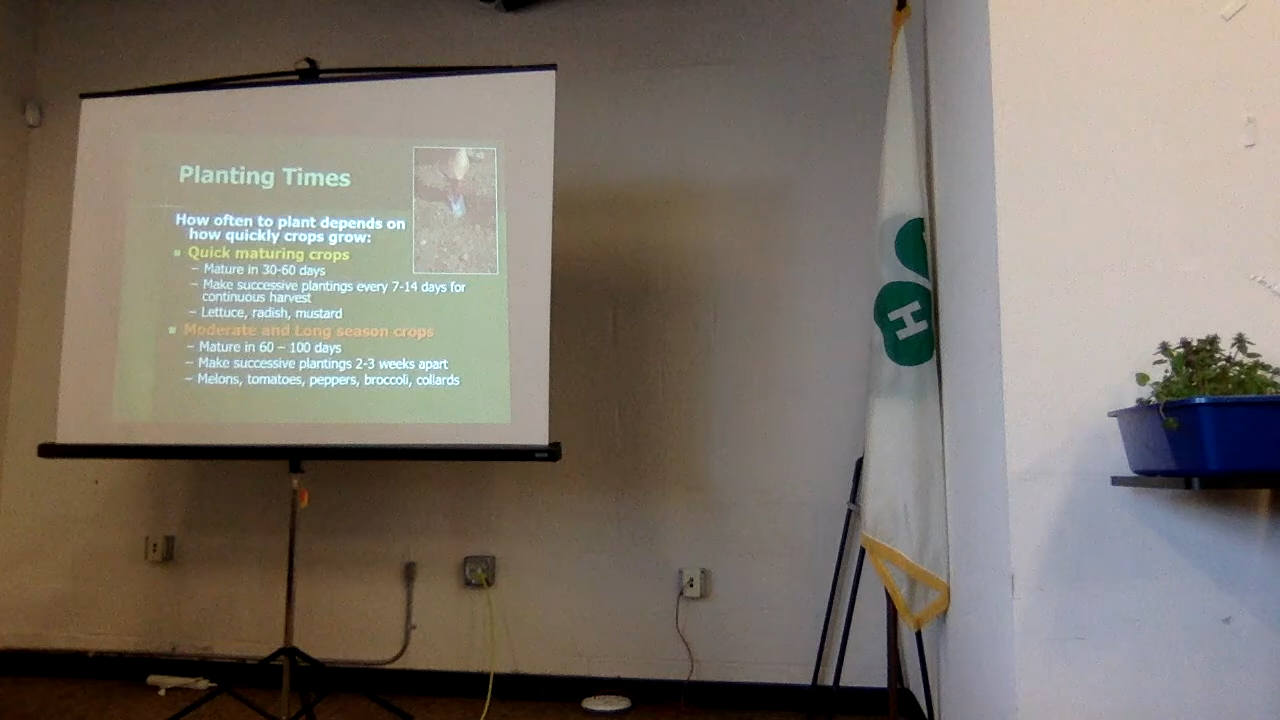 Planting Times
How often to plant depends on
how quickly crops grow:
Quick maturing crops
– Mature in 30-60 days
– Make successive plantings every 7-14 days for
continuous harvest
– Lettuce, radish, mustard
Moderate and Long season crops
– Mature in 60 – 100 days
– Make successive plantings 2-3 weeks apart
– Melons, tomatoes, peppers, broccoli, collards
H